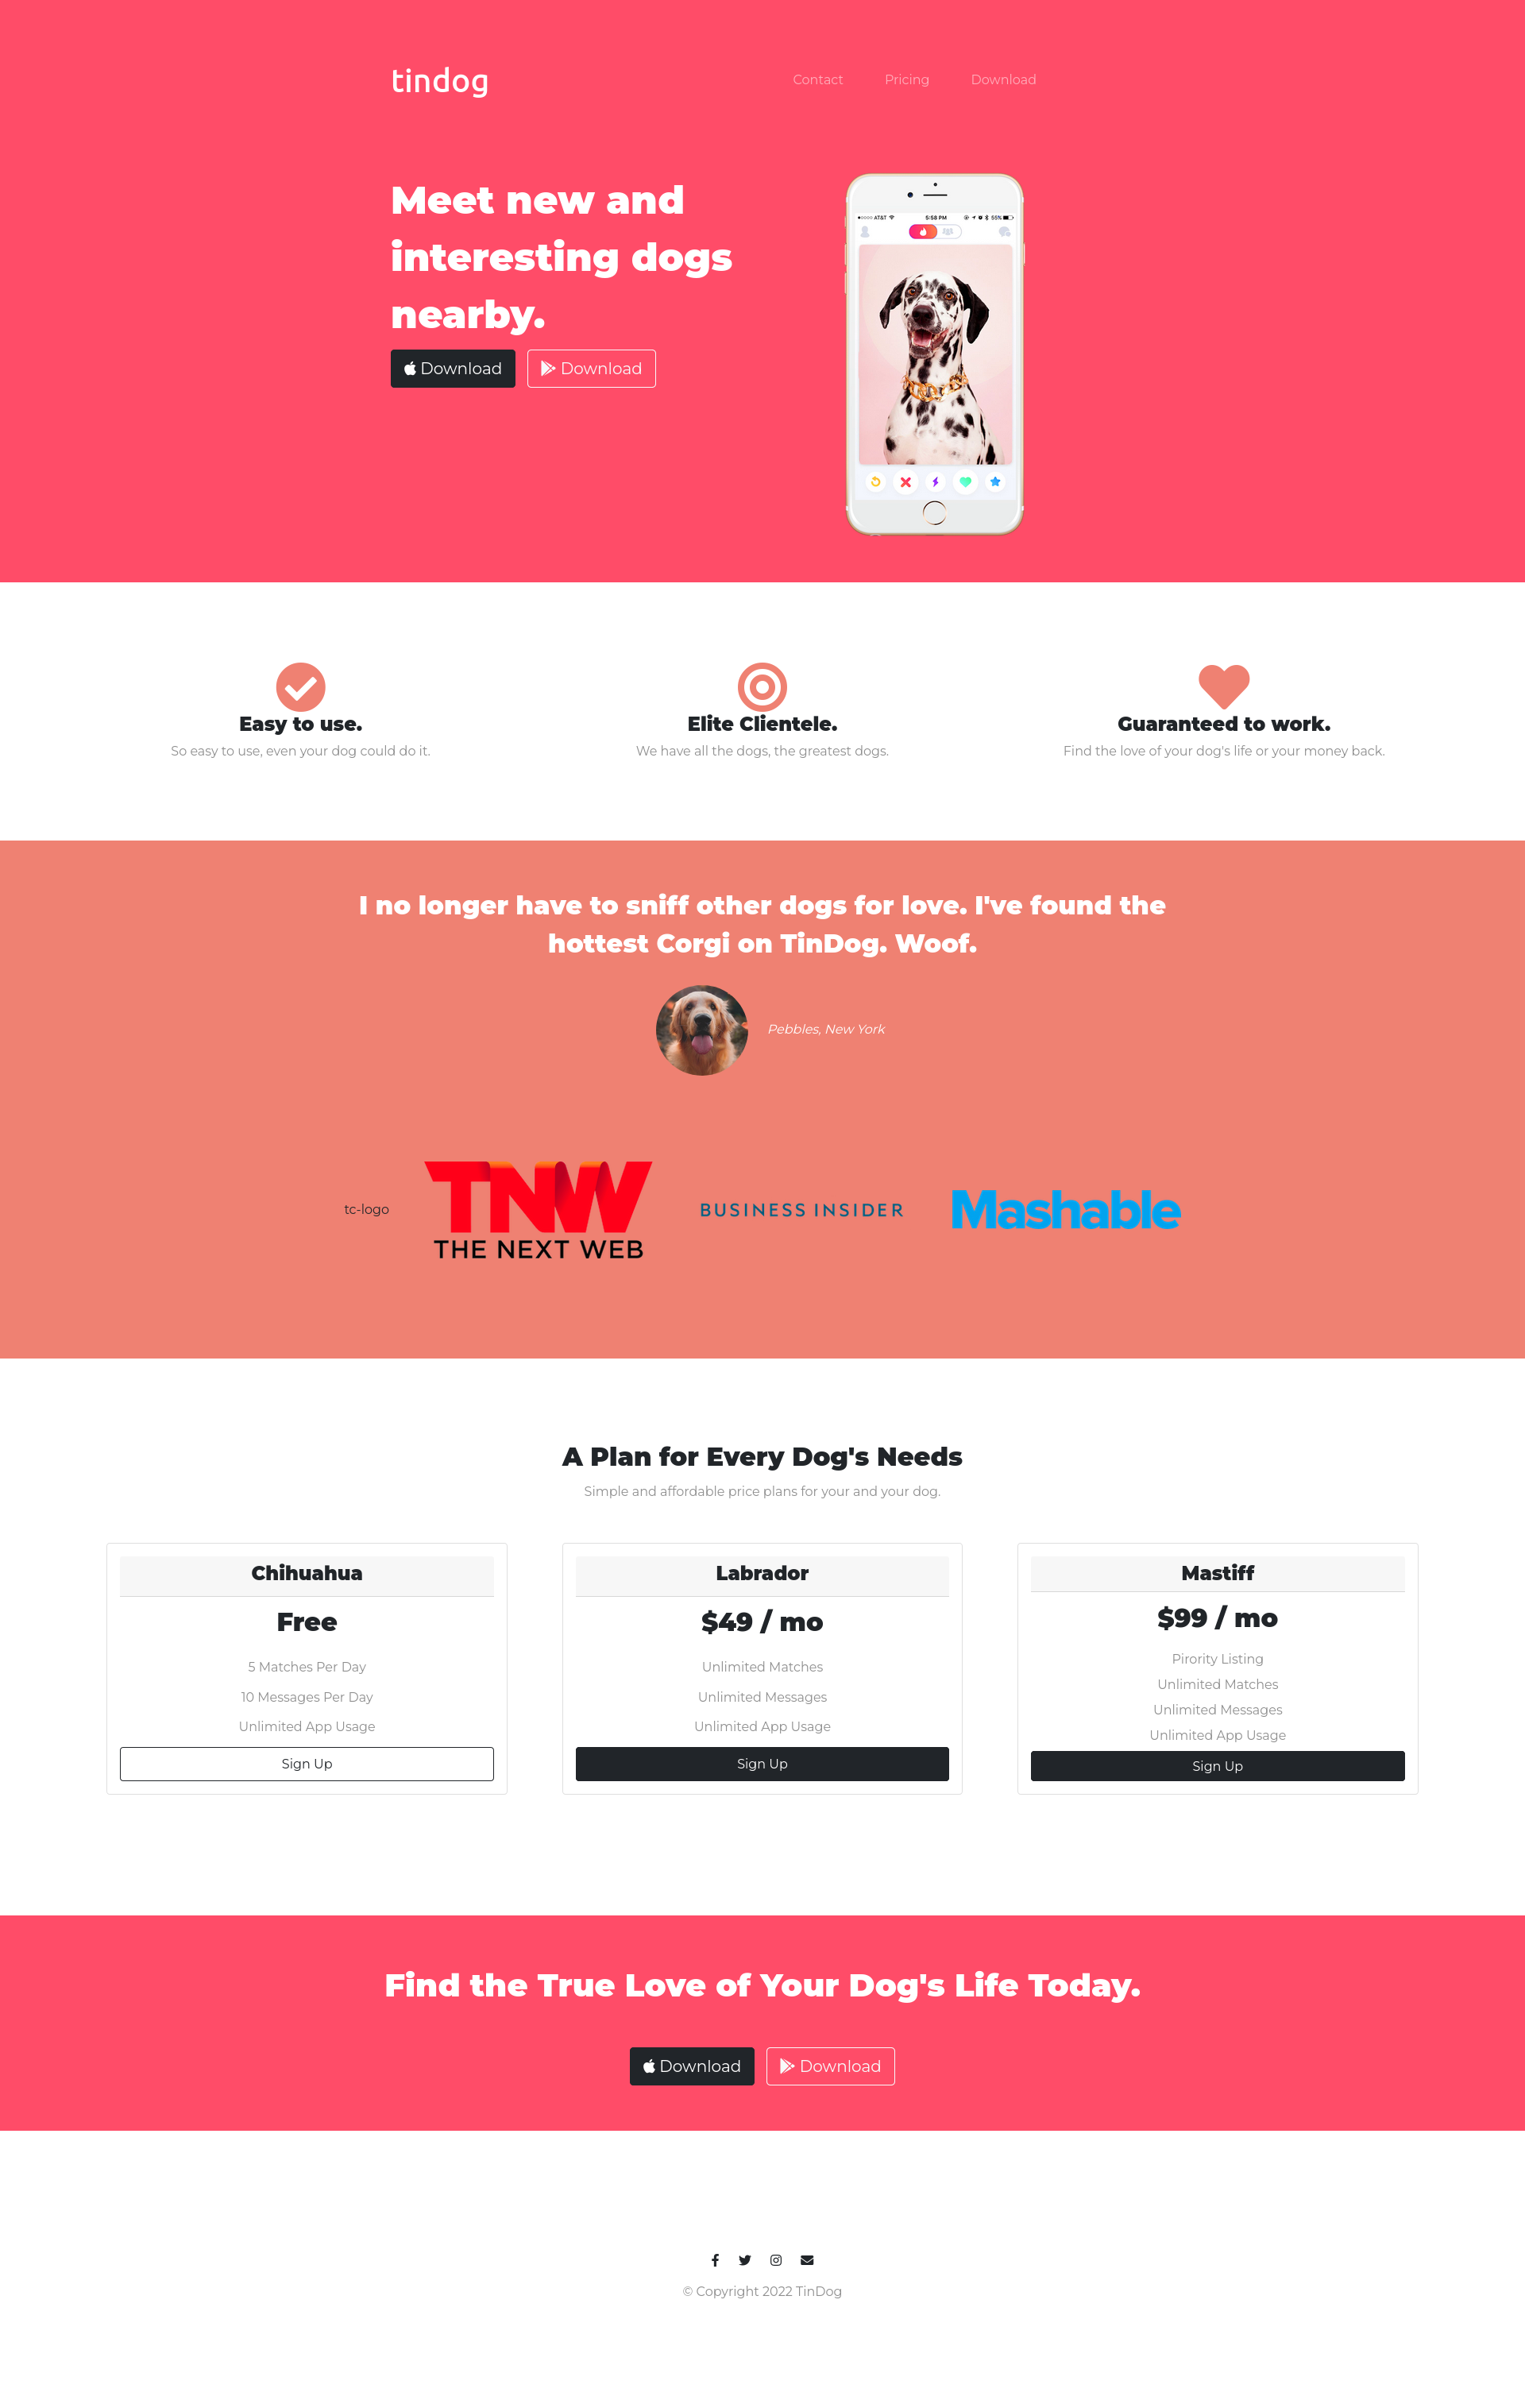 tindog
Contact Pricing Download
Meet new and
interesting dogs
nearby.
Download Download
AT&T 5:58 PM 55%
Easy to use.
So easy to use, even your dog could do it.
Elite Clientele.
We have all the dogs, the greatest dogs.
Guaranteed to work.
Find the love of your dog's life or your money back.
I no longer have to sniff other dogs for love. I've found the
hottest Corgi on TinDog. Woof.
Pebbles, New York
tc-logo
TNW
THE NEXT WEB
BUSINESS INSIDER
Mashable
A Plan for Every Dog's Needs
Simple and affordable price plans for your and your dog.
Chihuahua
Free
5 Matches Per Day
10 Messages Per Day
Unlimited App Usage
Sign Up
Labrador
$49 / mo
Unlimited Matches
Unlimited Messages
Unlimited App Usage
Sign Up
Mastiff
$99 / mo
Pirority Listing
Unlimited Matches
Unlimited Messages
Unlimited App Usage
Sign Up
Find the True Love of Your Dog's Life Today.
Download Download
© Copyright 2022 TinDog